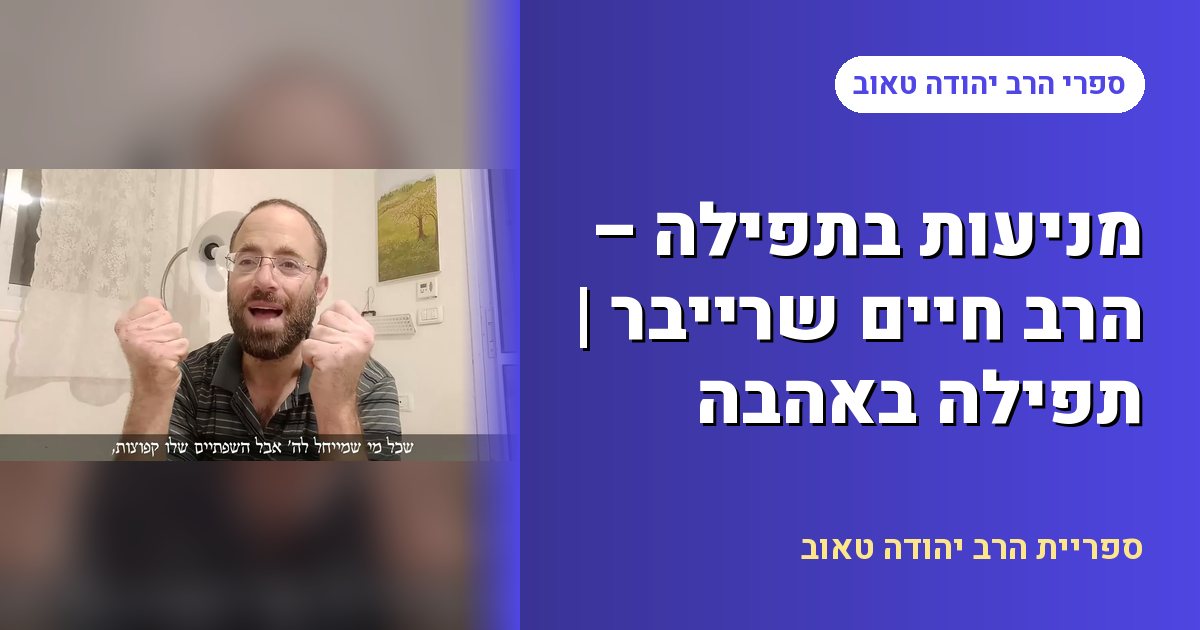 ספרי הרב יהודה טאוב
מניעות בתפילה –
הרב חיים שרייבר |
תפילה באהבה
שכל מי שמייחל לה' אבל השפתיים שלו קפוצות,
ספריית הרב יהודה טאוב